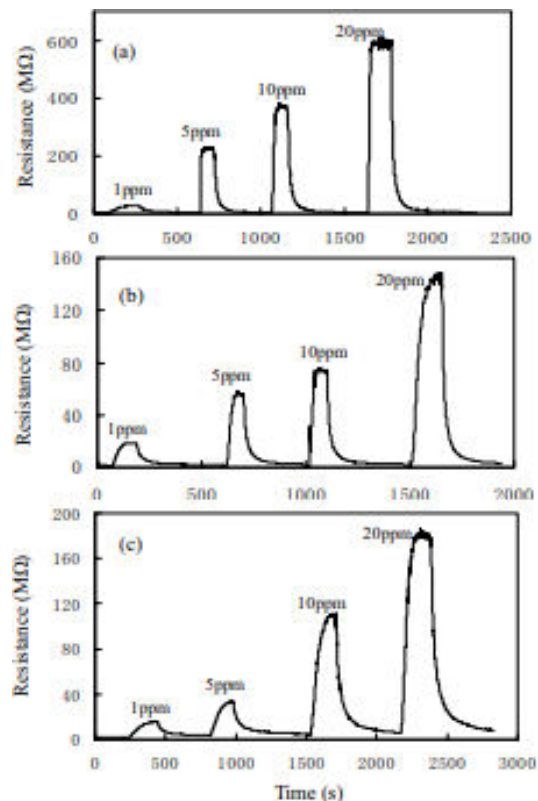 (a)
Resistance (MΩ)
600
400
200
0
1ppm
5ppm
10ppm
20ppm
0 500 1000 1500 2000 2500
(b)
Resistance (MΩ)
160
120
80
40
0
1ppm
5ppm
10ppm
20ppm
0 500 1000 1500 2000
(c)
Resistance (MΩ)
200
160
120
80
40
0
1ppm
5ppm
10ppm
20ppm
0 500 1000 1500 2000 2500 3000
Time (s)